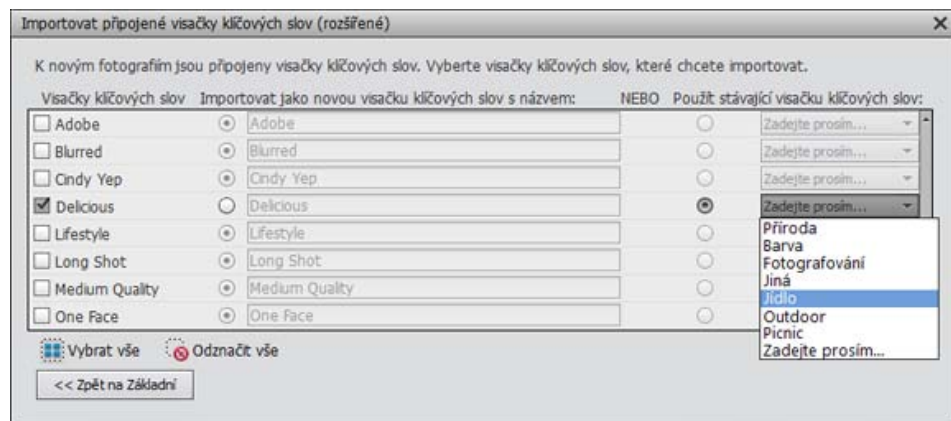 Importovat připojené visačky klíčových slov (rozšířené)
K novým fotografiím jsou připojeny visačky klíčových slov. Vyberte visačky klíčových slov, které chcete importovat.
Visačky klíčových slov Importovat jako novou visačku klíčových slov s názvem: NEBO Použít stávající visačku klíčových slov:
Adobe Adobe Zadejte prosím...
Blurred Blurred Zadejte prosím...
Cindy Yep Cindy Yep Zadejte prosím...
Delicious Delicious Zadejte prosím...
Lifestyle Lifestyle Příroda
Barva
Long Shot Long Shot Fotografování
Jiná
Medium Quality Medium Quality Jídlo
One Face One Face Outdoor
Picnic
Vybrat vše Odznačit vše Zadejte prosím...
<< Zpět na Základní